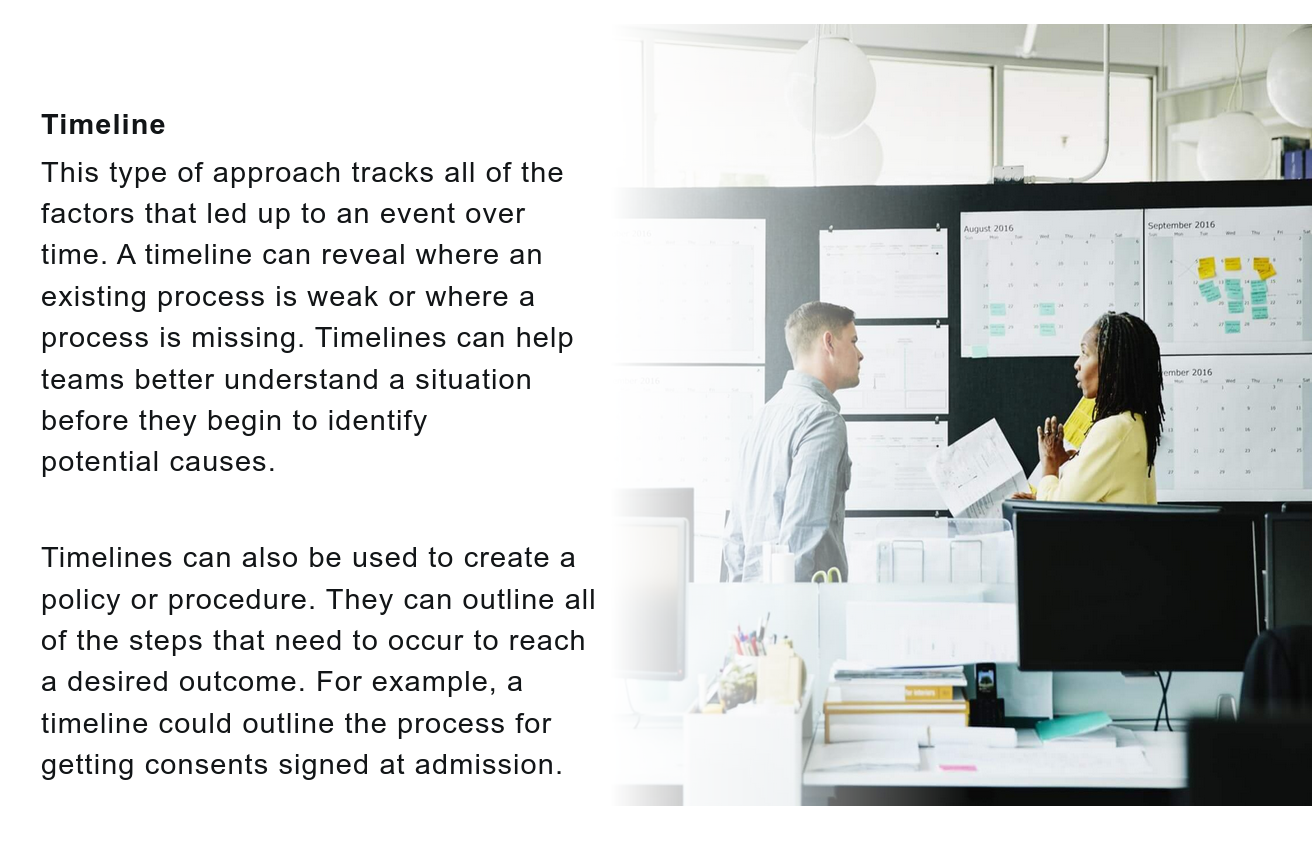 Timeline
This type of approach tracks all of the
factors that led up to an event over
time. A timeline can reveal where an
existing process is weak or where a
process is missing. Timelines can help
teams better understand a situation
before they begin to identify
potential causes.
Timelines can also be used to create a
policy or procedure. They can outline all
of the steps that need to occur to reach
a desired outcome. For example, a
timeline could outline the process for
getting consents signed at admission.
August 2016
September 2016